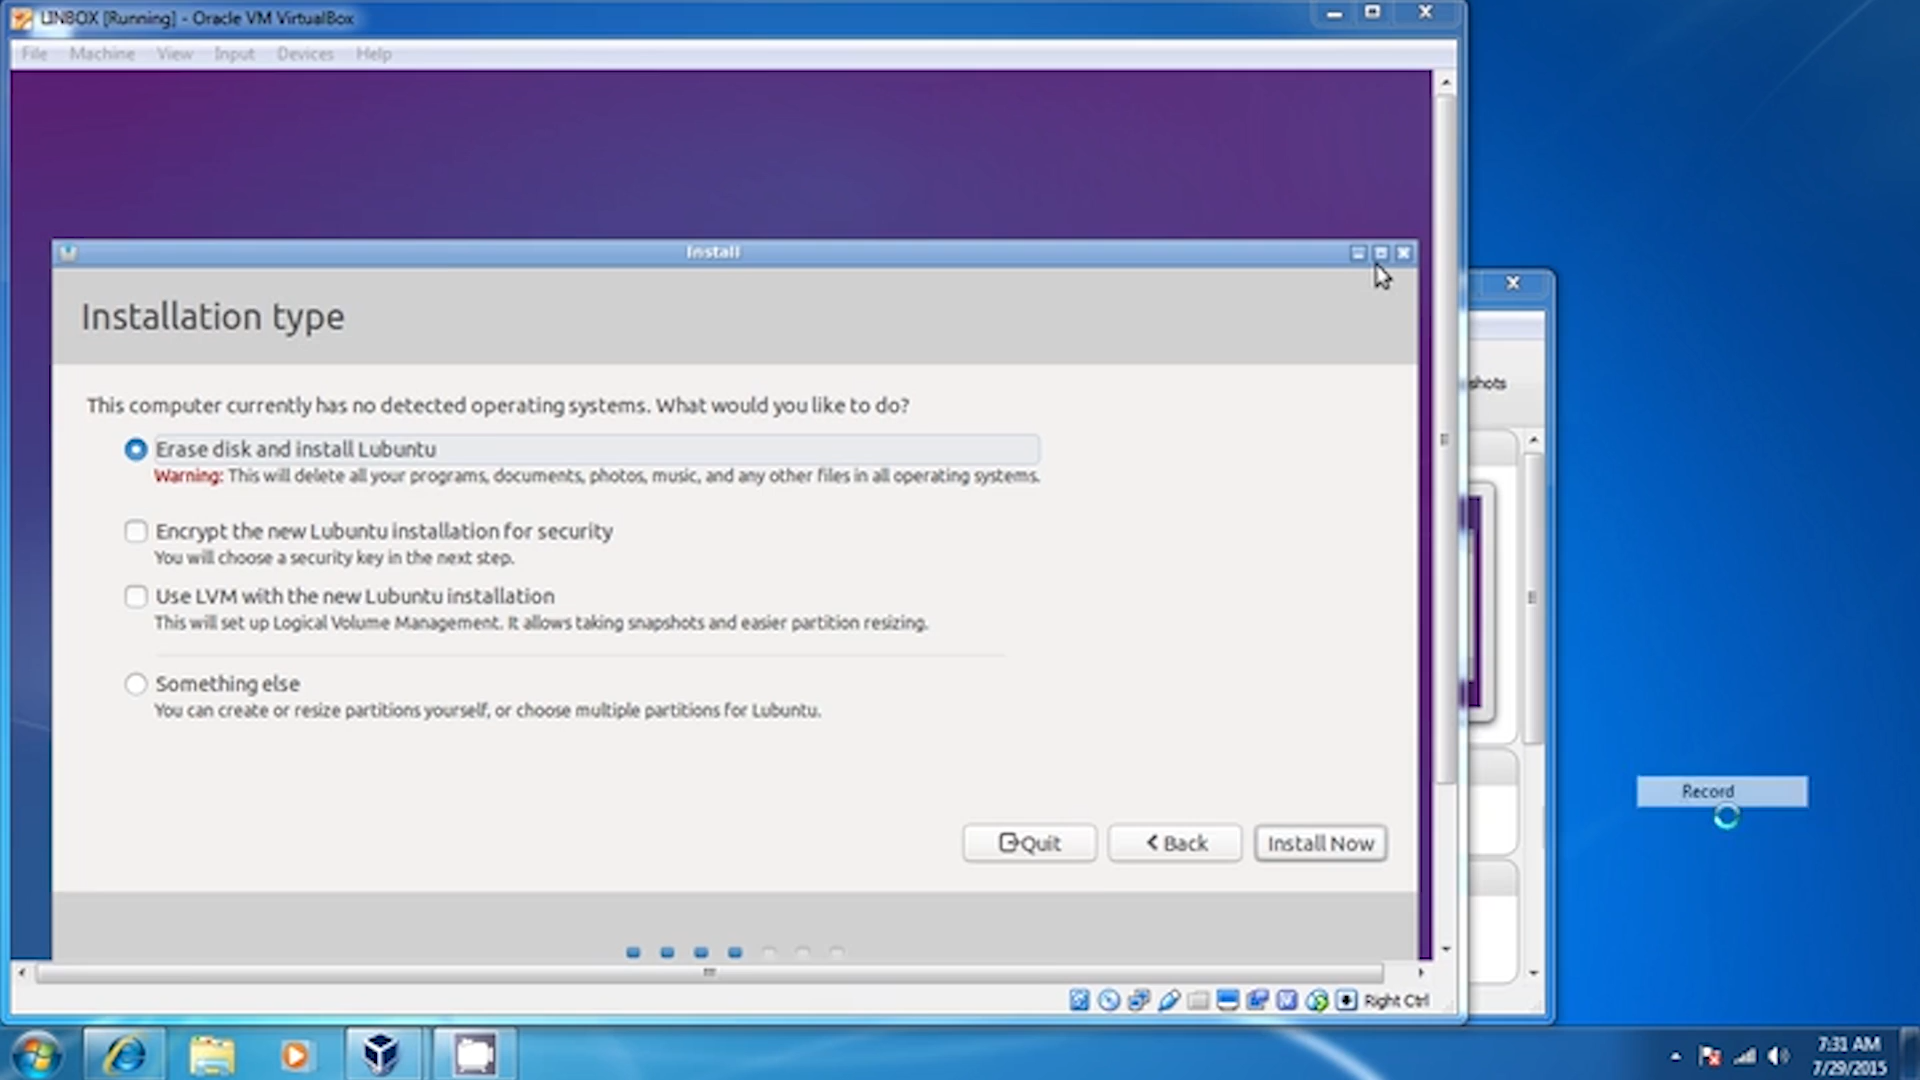 LINBOX [Running] - Oracle VM VirtualBox
File Machine View Input Devices Help
Install
Installation type
This computer currently has no detected operating systems. What would you like to do?
Erase disk and install Lubuntu
Warning: This will delete all your programs, documents, photos, music, and any other files in all operating systems.
Encrypt the new Lubuntu installation for security
You will choose a security key in the next step.
Use LVM with the new Lubuntu installation
This will set up Logical Volume Management. It allows taking snapshots and easier partition resizing.
Something else
You can create or resize partitions yourself, or choose multiple partitions for Lubuntu.
Quit
Back
Install Now
Right Ctrl
shots
Record
7:31 AM
7/29/2015